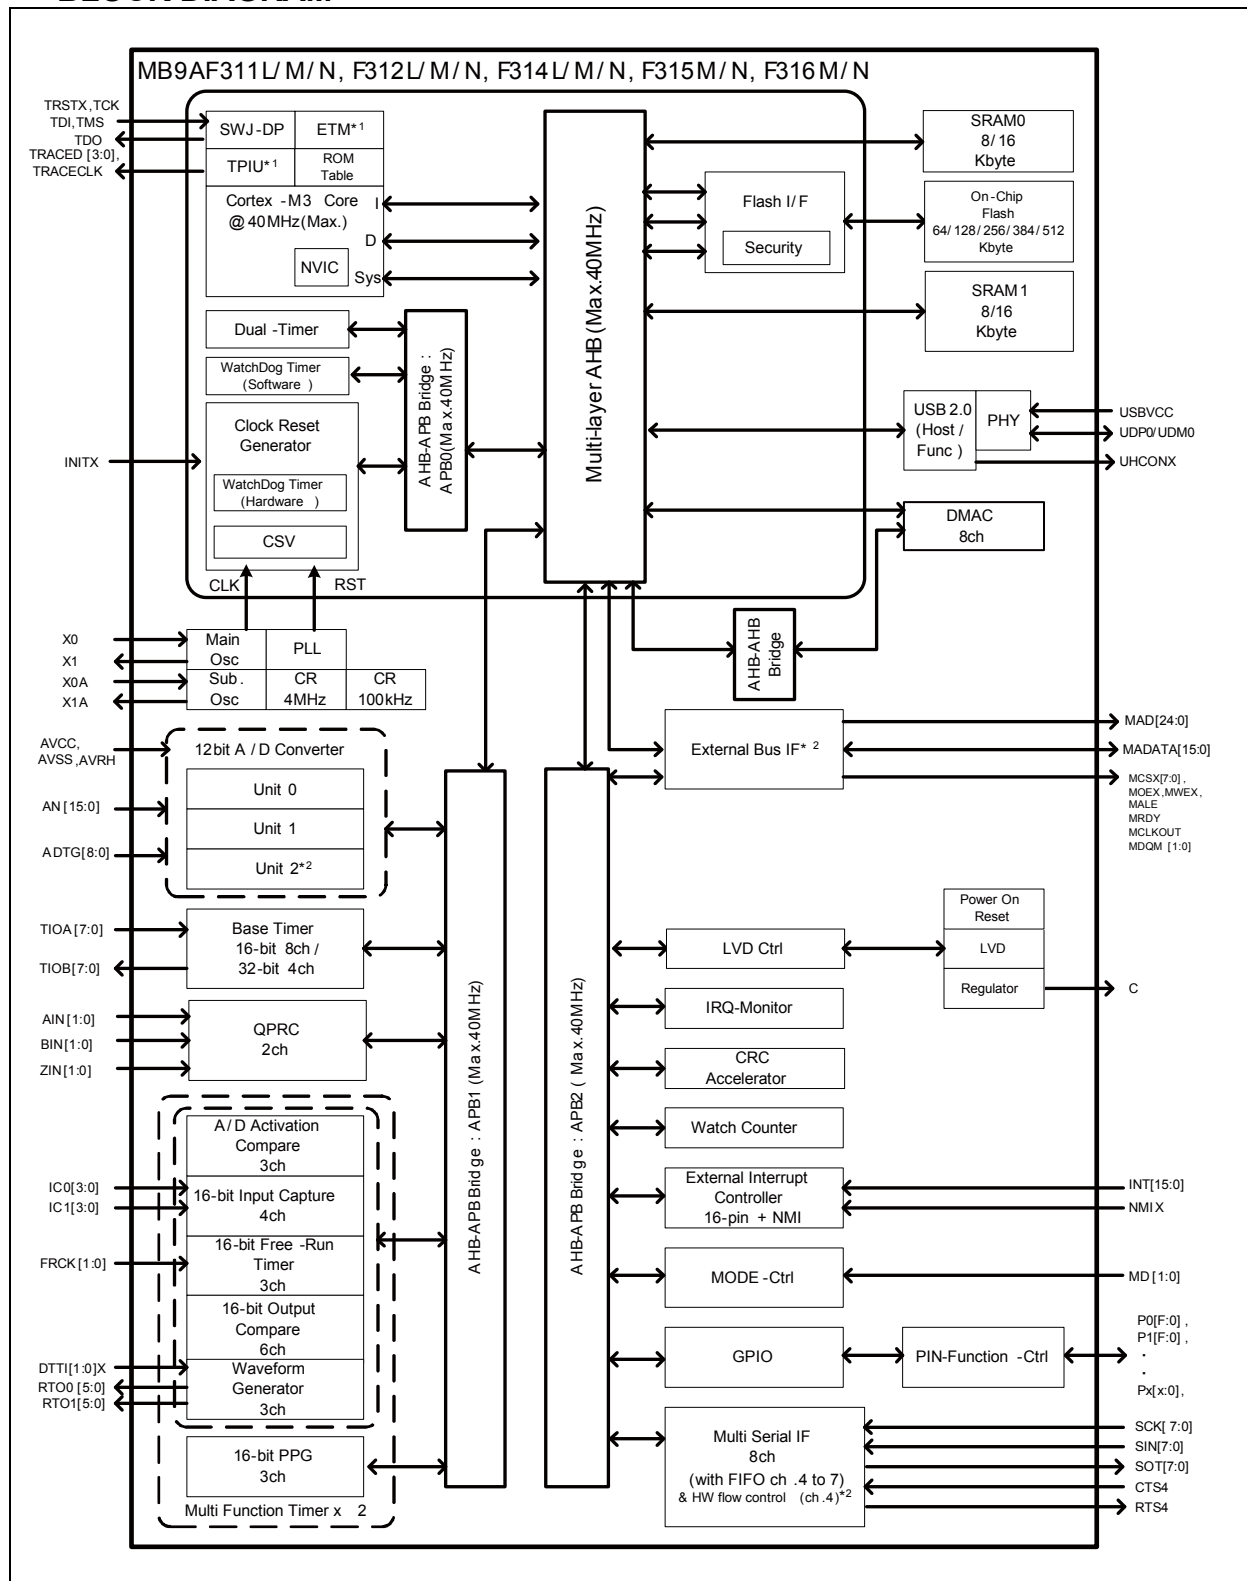 MB9AF311L/M/N, F312L/M/N, F314L/M/N, F315M/N, F316M/N
TRSTX,TCK
TDI,TMS
TDO
TRACED [3:0],
TRACECLK
SWJ-DP
ETM*1
TPIU*1
ROM
Table
Cortex -M3 Core
@40MHz(Max.)
I
D
Sys
NVIC
Dual -Timer
WatchDog Timer
(Software )
Clock Reset
Generator
WatchDog Timer
(Hardware )
CSV
INITX
CLK
RST
AHB-APB Bridge :
APB0(Max.40MHz)
Multi-layer AHB (Max.40MHz)
Flash I/F
Security
SRAM0
8/16
Kbyte
On-Chip
Flash
64/128/256/384/512
Kbyte
SRAM1
8/16
Kbyte
USB2.0
(Host /
Func )
PHY
USBVCC
UDP0/UDM0
UHCONX
DMAC
8ch
AHB-AHB
Bridge
X0
X1
X0A
X1A
Main
Osc
PLL
Sub.
Osc
CR
4MHz
CR
100kHz
AVCC,
AVSS,AVRH
AN[15:0]
ADTG[8:0]
12bit A/D Converter
Unit 0
Unit 1
Unit 2*2
External Bus IF*2
MAD[24:0]
MADATA[15:0]
MCSX[7:0],
MOEX,MWEX,
MALE
MRDY
MCLKOUT
MDQM [1:0]
TIOA[7:0]
TIOB[7:0]
Base Timer
16-bit 8ch /
32-bit 4ch
AIN[1:0]
BIN[1:0]
ZIN[1:0]
QPRC
2ch
AHB-APB Bridge : APB1 (Max.40MHz)
AHB-APB Bridge : APB2 (Max.40MHz)
LVD Ctrl
Power On
Reset
LVD
Regulator
C
IRQ-Monitor
CRC
Accelerator
Watch Counter
External Interrupt
Controller
16-pin + NMI
INT[15:0]
NMIX
MODE -Ctrl
MD[1:0]
GPIO
PIN-Function -Ctrl
P0[F:0],
P1[F:0],
.
.
Px[x:0],
Multi Serial IF
8ch
(with FIFO ch .4 to 7)
& HW flow control (ch.4)*2
SCK[7:0]
SIN[7:0]
SOT[7:0]
CTS4
RTS4
IC0[3:0]
IC1[3:0]
FRCK[1:0]
DTTI[1:0]X
RTO0[5:0]
RTO1[5:0]
A/D Activation
Compare
3ch
16-bit Input Capture
4ch
16-bit Free -Run
Timer
3ch
16-bit Output
Compare
6ch
Waveform
Generator
3ch
16-bit PPG
3ch
Multi Function Timer x 2